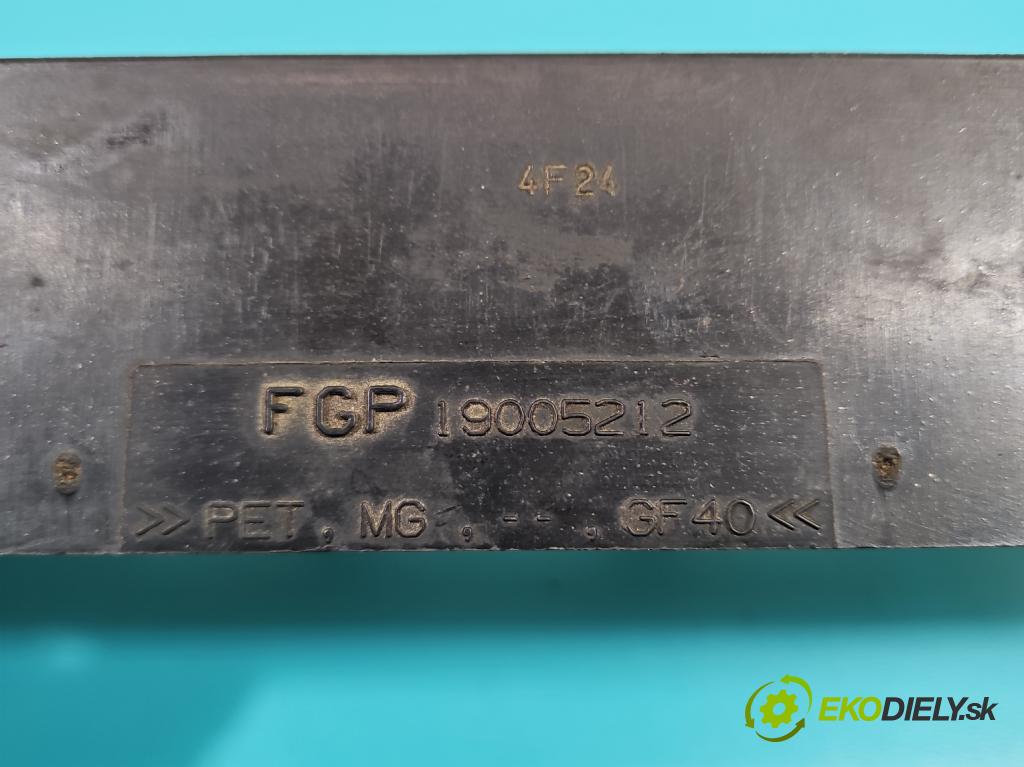 4F24
FGP 19005212
>>PET, MG ,--,GF40<<
EKODIELY.sk